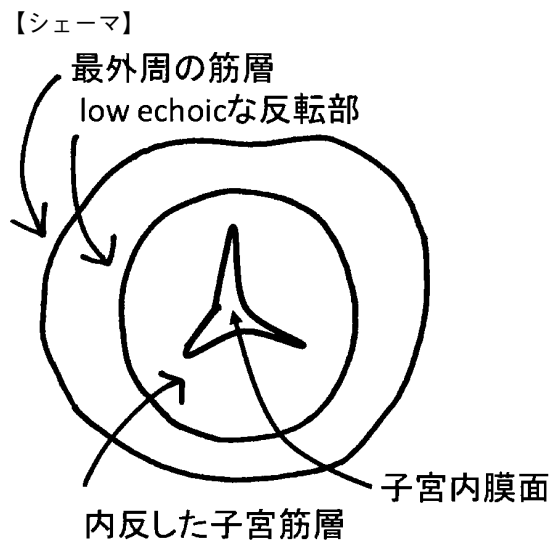 【シェーマ】
最外周の筋層
low echoicな反転部
子宮内膜面
内反した子宮筋層